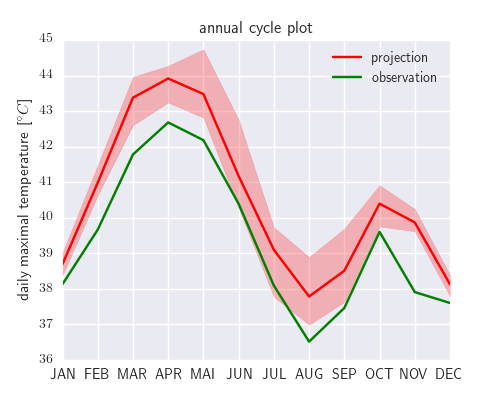 annual cycle plot
projection
observation
daily maximal temperature [°C]
45
44
43
42
41
40
39
38
37
36
JAN FEB MAR APR MAI JUN JUL AUG SEP OCT NOV DEC